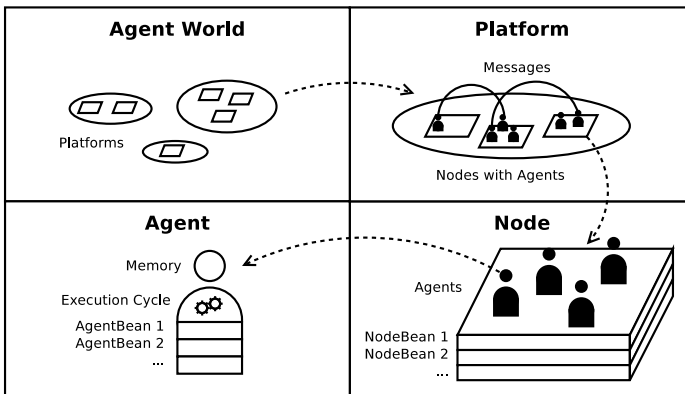 Agent World
Platforms
Platform
Messages
Nodes with Agents
Agent
Memory
Execution Cycle
AgentBean 1
AgentBean 2
...
Node
Agents
NodeBean 1
NodeBean 2
...